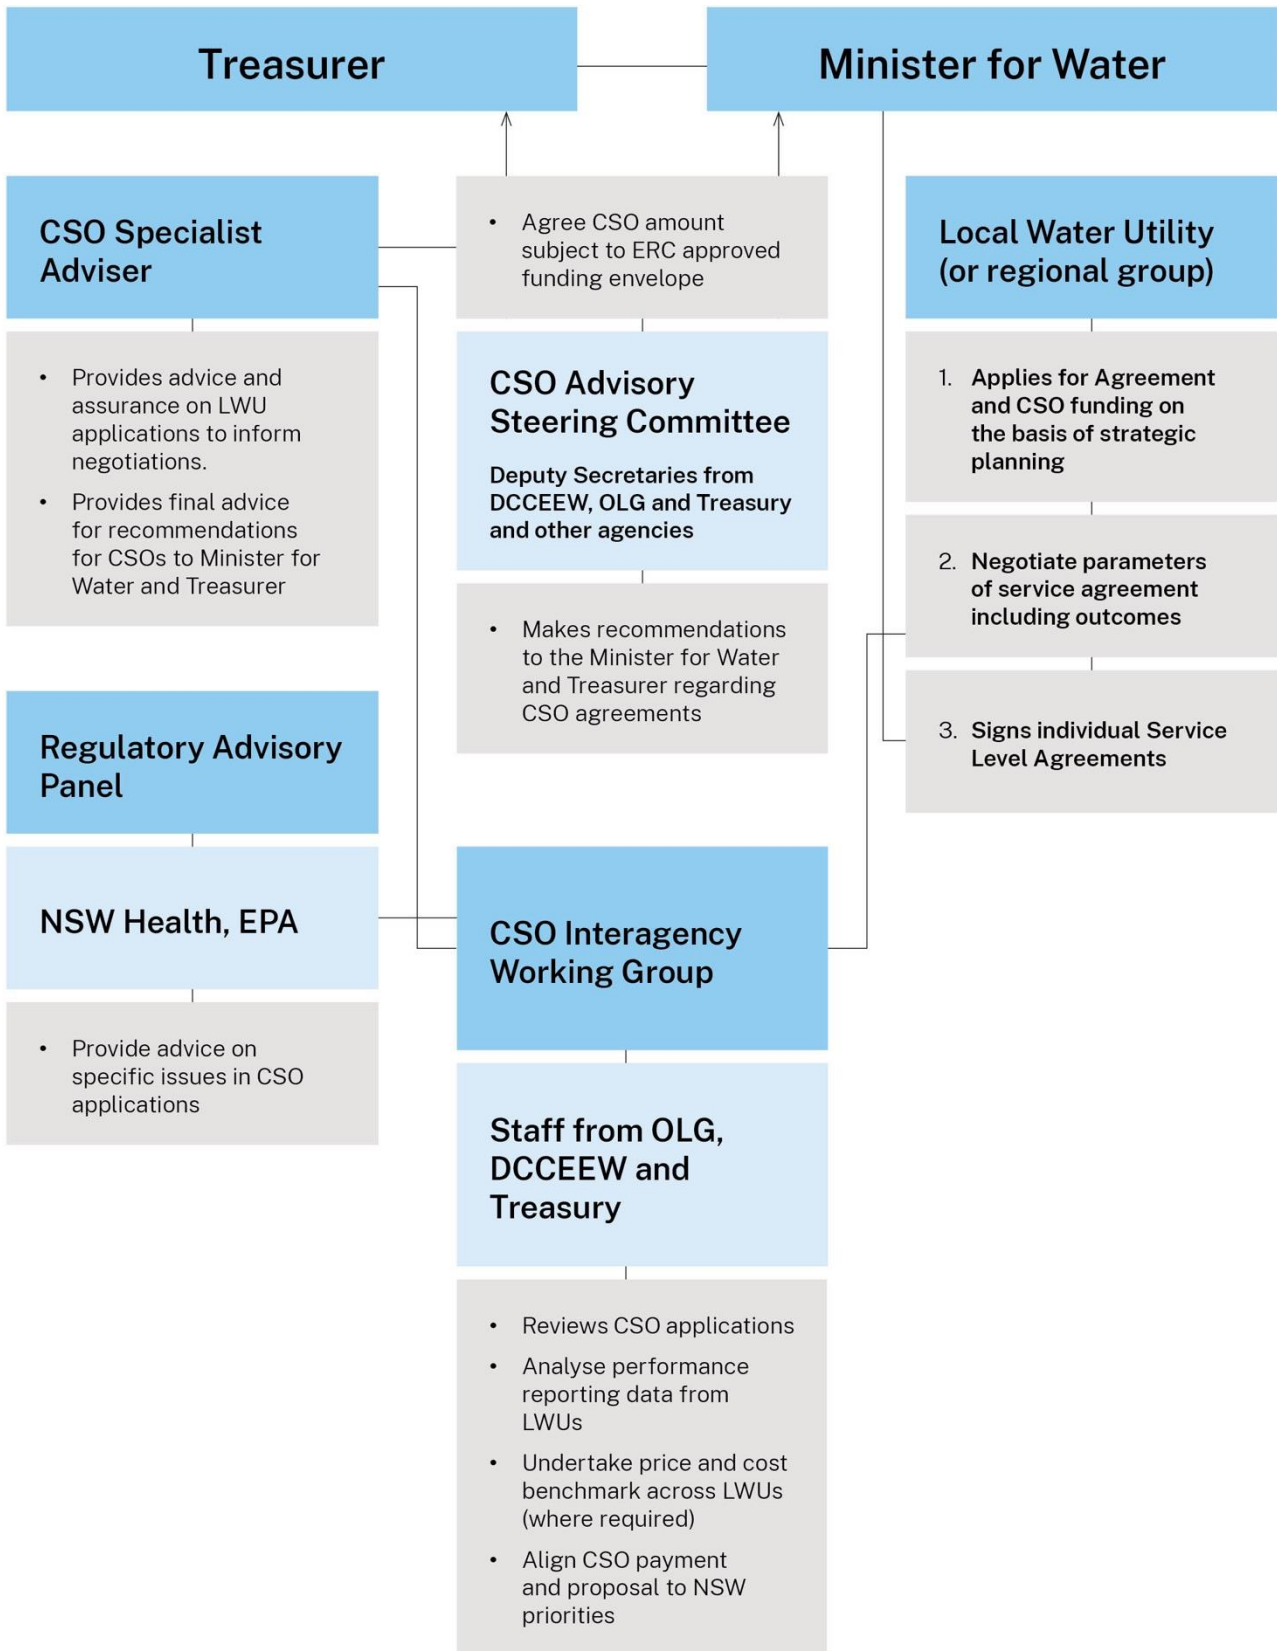 Treasurer
Minister for Water
CSO Specialist
Adviser
• Provides advice and
assurance on LWU
applications to inform
negotiations.
• Provides final advice
for recommendations
for CSOs to Minister for
Water and Treasurer
• Agree CSO amount
subject to ERC approved
funding envelope
CSO Advisory
Steering Committee
Deputy Secretaries from
DCCEEW, OLG and Treasury
and other agencies
• Makes recommendations
to the Minister for Water
and Treasurer regarding
CSO agreements
Local Water Utility
(or regional group)
1. Applies for Agreement
and CSO funding on
the basis of strategic
planning
2. Negotiate parameters
of service agreement
including outcomes
3. Signs individual Service
Level Agreements
Regulatory Advisory
Panel
NSW Health, EPA
• Provide advice on
specific issues in CSO
applications
CSO Interagency
Working Group
Staff from OLG,
DCCEEW and
Treasury
• Reviews CSO applications
• Analyse performance
reporting data from
LWUs
• Undertake price and cost
benchmark across LWUs
(where required)
• Align CSO payment
and proposal to NSW
priorities